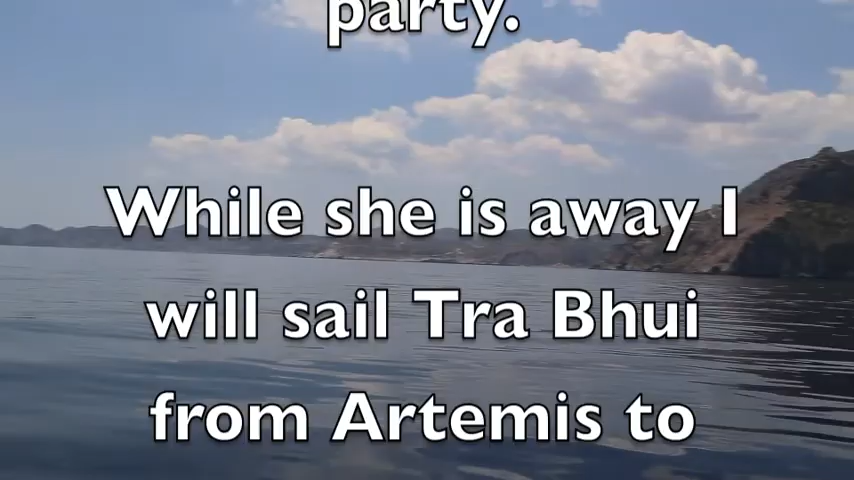 party.
While she is away I
will sail Tra Bhui
from Artemis to